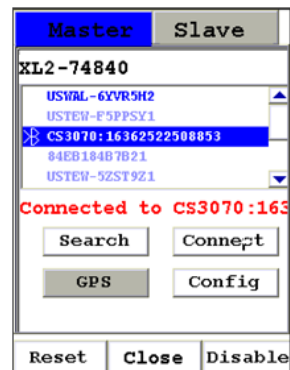 Master Slave
XL2-74840
USWAL-6YVR5H2
USTEW-F5PPSY1
CS3070:16362522508853
84EB184B7B21
USTEW-5ZST9Z1
Connected to CS3070:163
Search Connect
GPS Config
Reset Close Disable